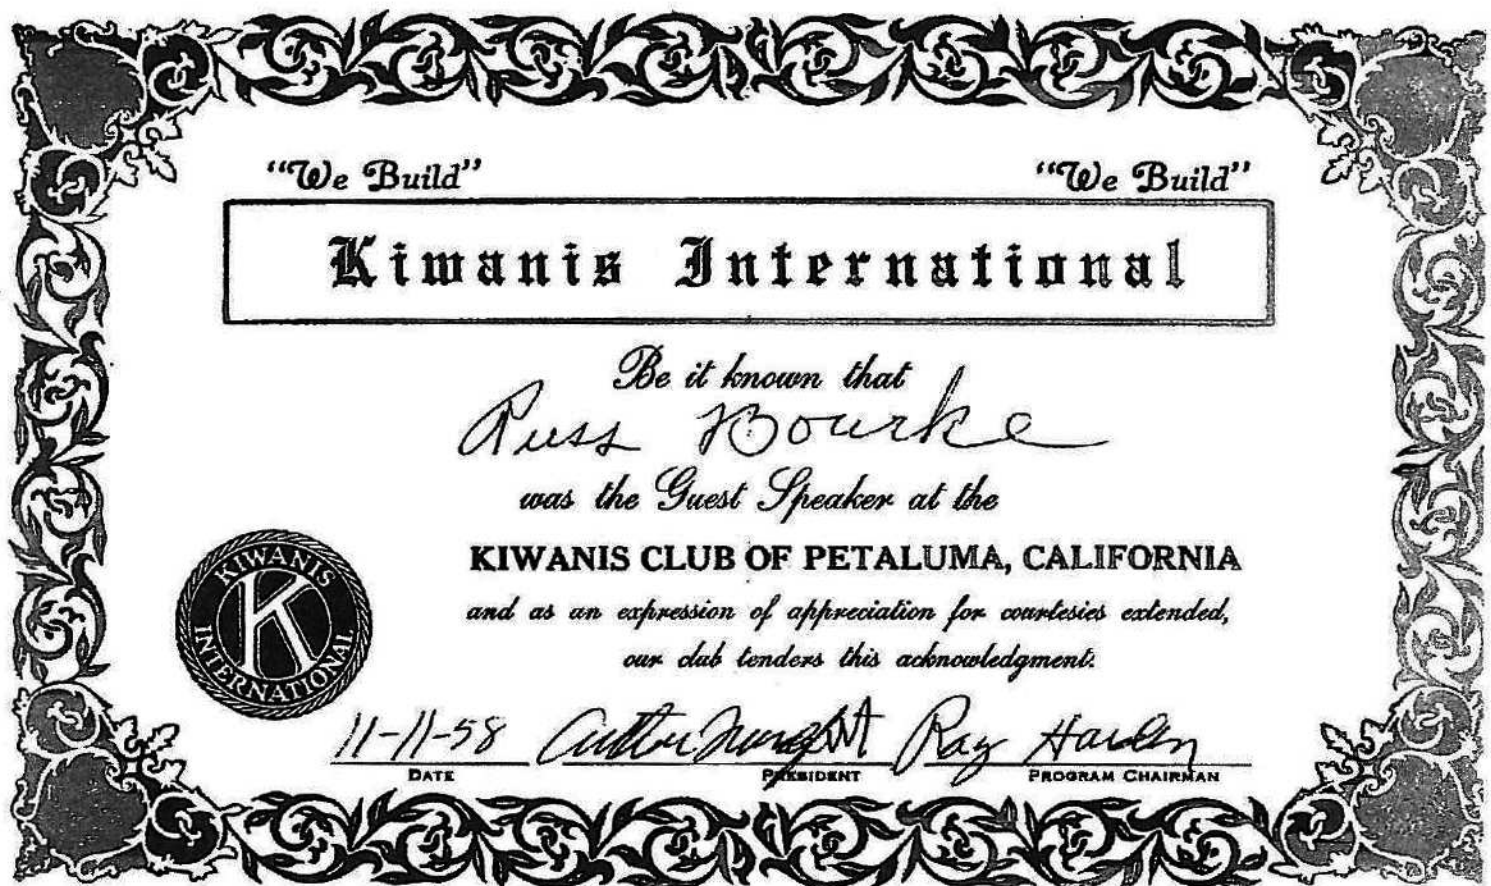 “We Build” “We Build”
Kiwanis International
Be it known that
Russ Bourke
was the Guest Speaker at the
KIWANIS CLUB OF PETALUMA, CALIFORNIA
and as an expression of appreciation for courtesies extended,
our club tenders this acknowledgment.
KIWANIS
K
INTERNATIONAL
11-11-58 Ray
DATE PRESIDENT PROGRAM CHAIRMAN